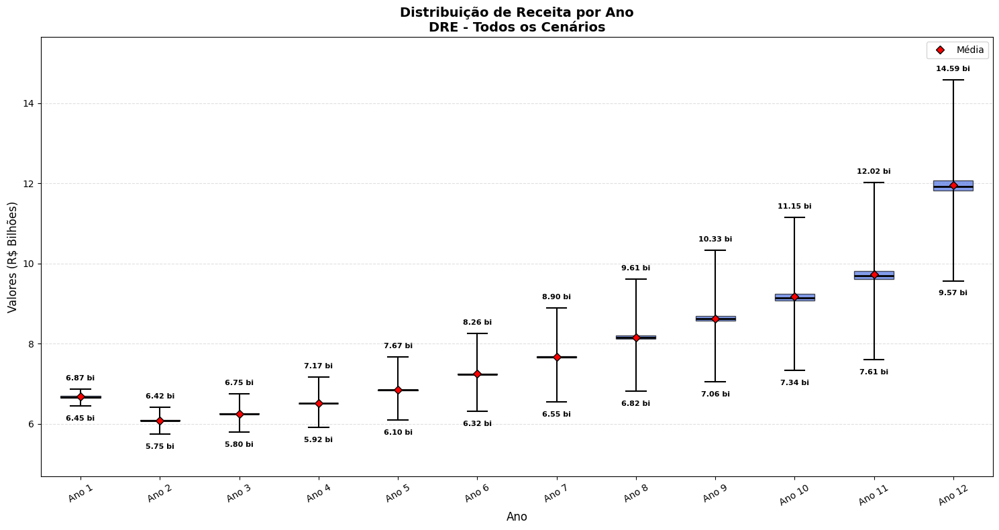 Distribuição de Receita por Ano
DRE - Todos os Cenários
Média
Valores (R$ Bilhões)
14
12
10
8
6
6.87 bi
6.45 bi
6.42 bi
5.75 bi
6.75 bi
5.80 bi
7.17 bi
5.92 bi
7.67 bi
6.10 bi
8.26 bi
6.32 bi
8.90 bi
6.55 bi
9.61 bi
6.82 bi
10.33 bi
7.06 bi
11.15 bi
7.34 bi
12.02 bi
7.61 bi
14.59 bi
9.57 bi
Ano 1
Ano 2
Ano 3
Ano 4
Ano 5
Ano 6
Ano 7
Ano 8
Ano 9
Ano 10
Ano 11
Ano 12
Ano